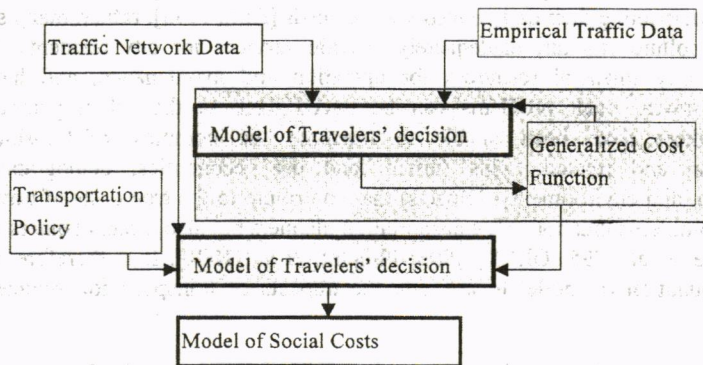 Traffic Network Data
Empirical Traffic Data
Model of Travelers' decision
Generalized Cost
Function
Transportation
Policy
Model of Travelers' decision
Model of Social Costs